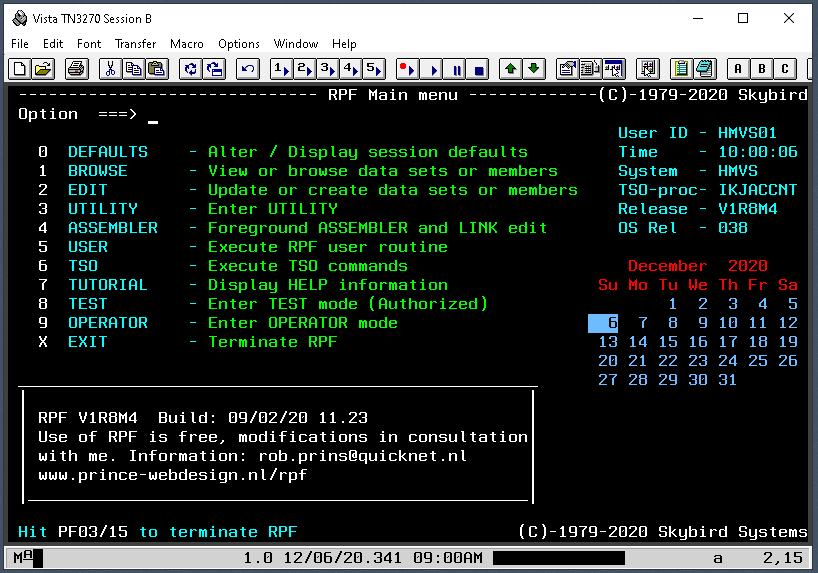 Vista TN3270 Session B
File Edit Font Transfer Macro Options Window Help
1 2 3 4 5 A B C
------------------------------ RPF Main menu -------------(C)-1979-2020 Skybird
Option ===> _
User ID - HMVS01
0 DEFAULTS - Alter / Display session defaults Time - 10:00:06
1 BROWSE - View or browse data sets or members System - HMVS
2 EDIT - Update or create data sets or members TSO-proc- IKJACCNT
3 UTILITY - Enter UTILITY Release - V1R8M4
4 ASSEMBLER - Foreground ASSEMBLER and LINK edit OS Rel - 038
5 USER - Execute RPF user routine
6 TSO - Execute TSO commands December 2020
7 TUTORIAL - Display HELP information Su Mo Tu We Th Fr Sa
8 TEST - Enter TEST mode (Authorized) 1 2 3 4 5
9 OPERATOR - Enter OPERATOR mode 6 7 8 9 10 11 12
X EXIT - Terminate RPF 13 14 15 16 17 18 19
20 21 22 23 24 25 26
27 28 29 30 31
RPF V1R8M4 Build: 09/02/20 11.23
Use of RPF is free, modifications in consultation
with me. Information: rob.prins@quicknet.nl
www.prince-webdesign.nl/rpf
Hit PF03/15 to terminate RPF (C)-1979-2020 Skybird Systems
MA 1.0 12/06/20.341 09:00AM a 2,15